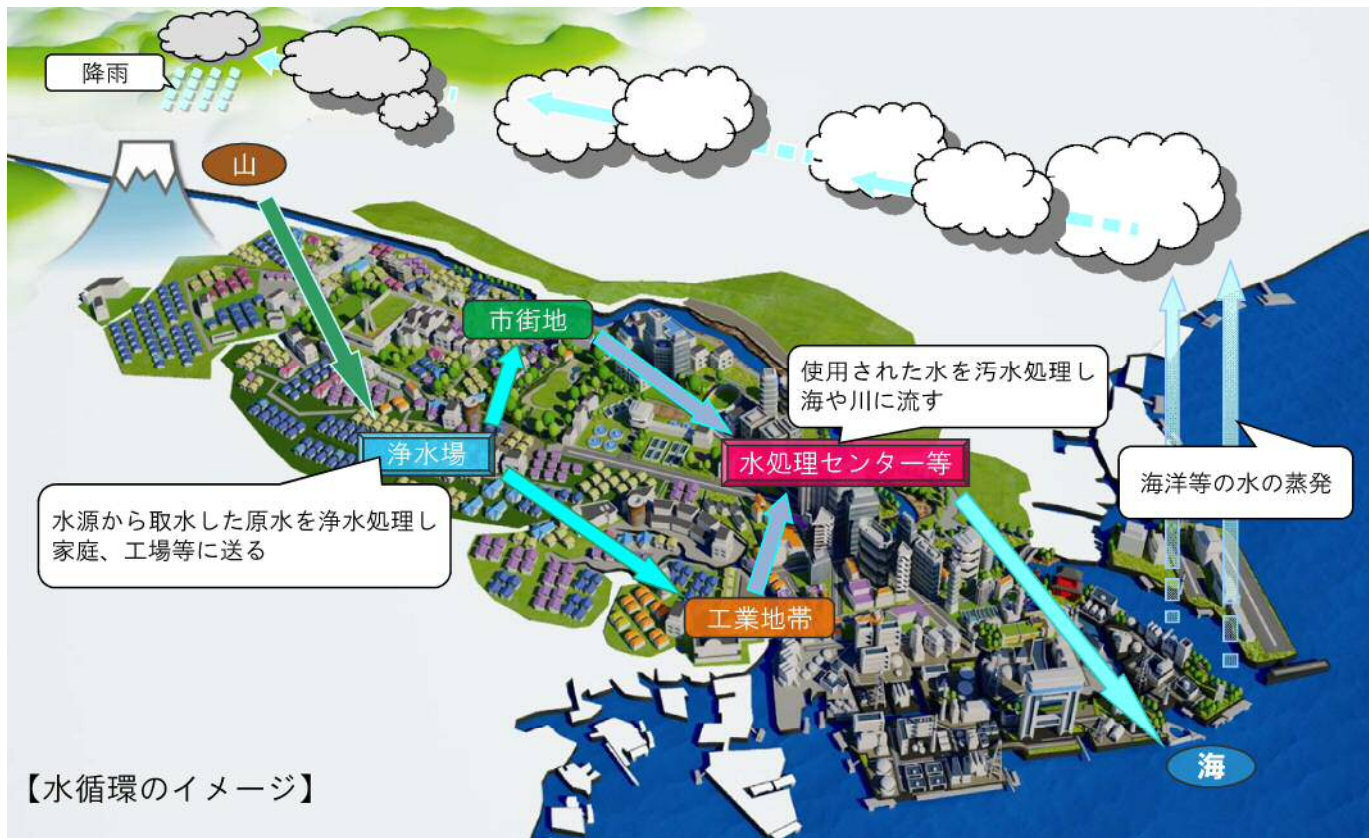 降雨
山
市街地
使用された水を汚水処理し
海や川に流す
浄水場
水処理センター等
海洋等の水の蒸発
水源から取水した原水を浄水処理し
家庭、工場等に送る
工業地帯
海
【水循環のイメージ】